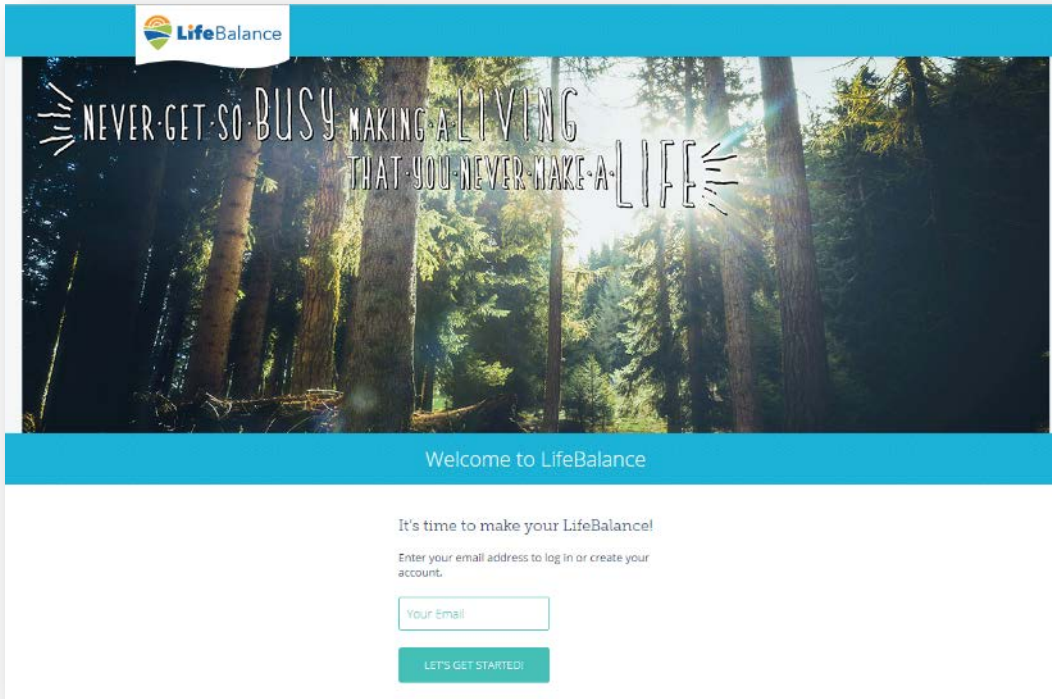 LifeBalance
NEVER·GET·SO·BUSY MAKING·A·LIVING
THAT·YOU·NEVER·MAKE·A·LIFE
Welcome to LifeBalance
It's time to make your LifeBalance!
Enter your email address to log in or create your
account.
Your Email
LET'S GET STARTED!